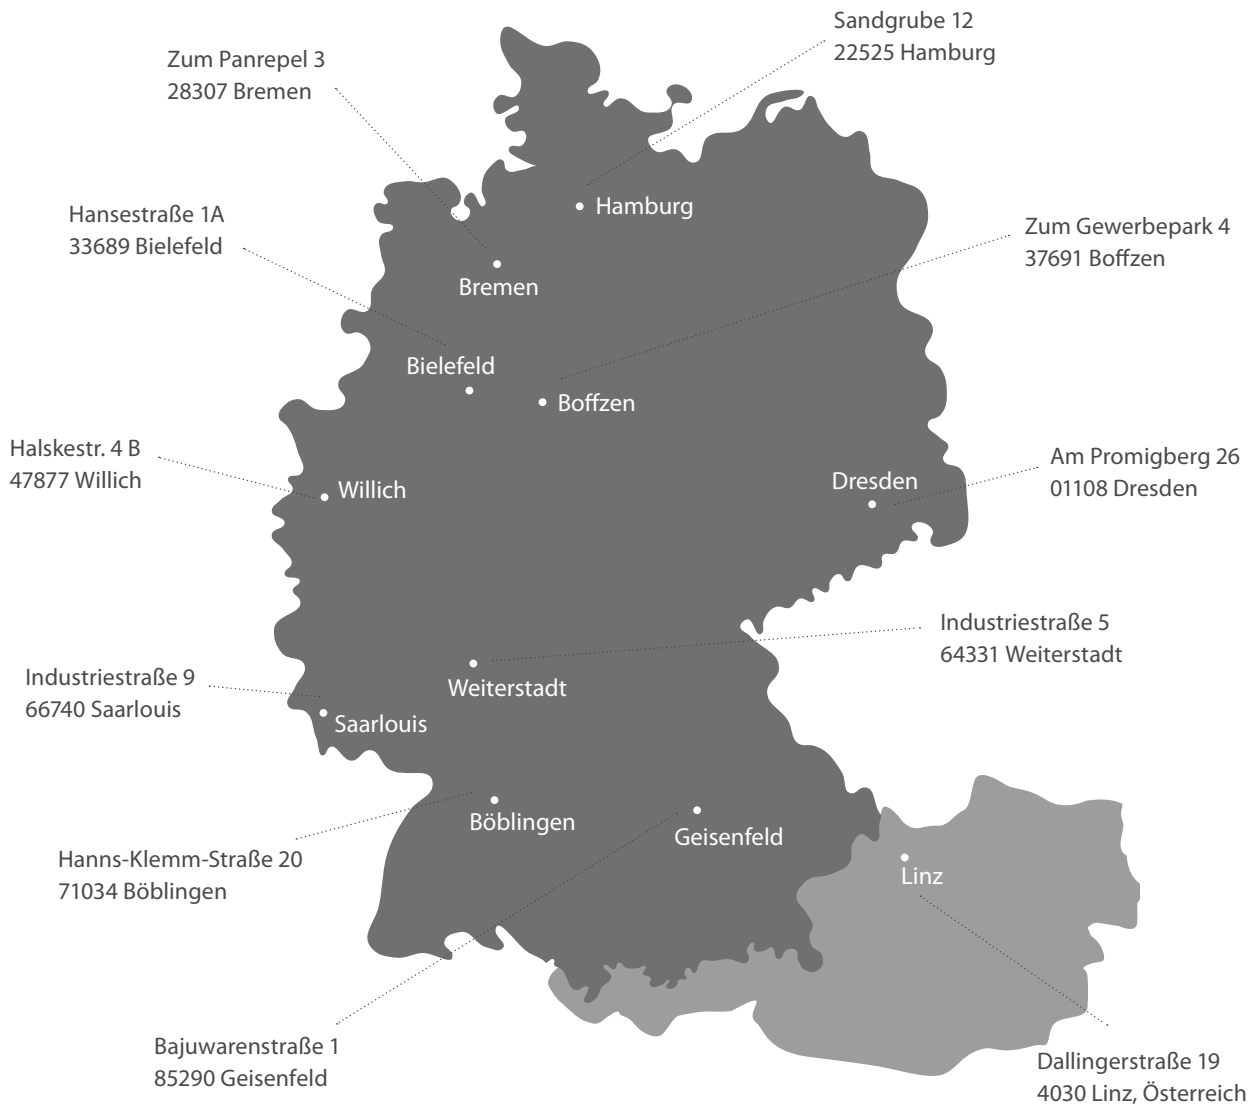 Sandgrube 12
22525 Hamburg
Zum Panrepel 3
28307 Bremen
Hamburg
Hansestraße 1A
33689 Bielefeld
Zum Gewerbepark 4
37691 Boffzen
Bremen
Bielefeld
Boffzen
Halskestr. 4 B
47877 Willich
Willich
Dresden
Am Promigberg 26
01108 Dresden
Industriestraße 5
64331 Weiterstadt
Weiterstadt
Industriestraße 9
66740 Saarlouis
Saarlouis
Böblingen
Geisenfeld
Hanns-Klemm-Straße 20
71034 Böblingen
Linz
Bajuwarenstraße 1
85290 Geisenfeld
Dallingerstraße 19
4030 Linz, Österreich